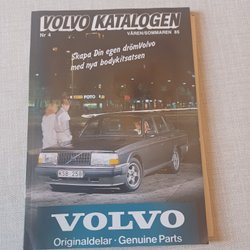 VOLVO KATALOGEN
Nr 4 VÅREN/SOMMAREN 85
Skapa Din egen drömVolvo
med nya bodykitsatsen
FOTO
VOLVO
Originaldelar · Genuine Parts